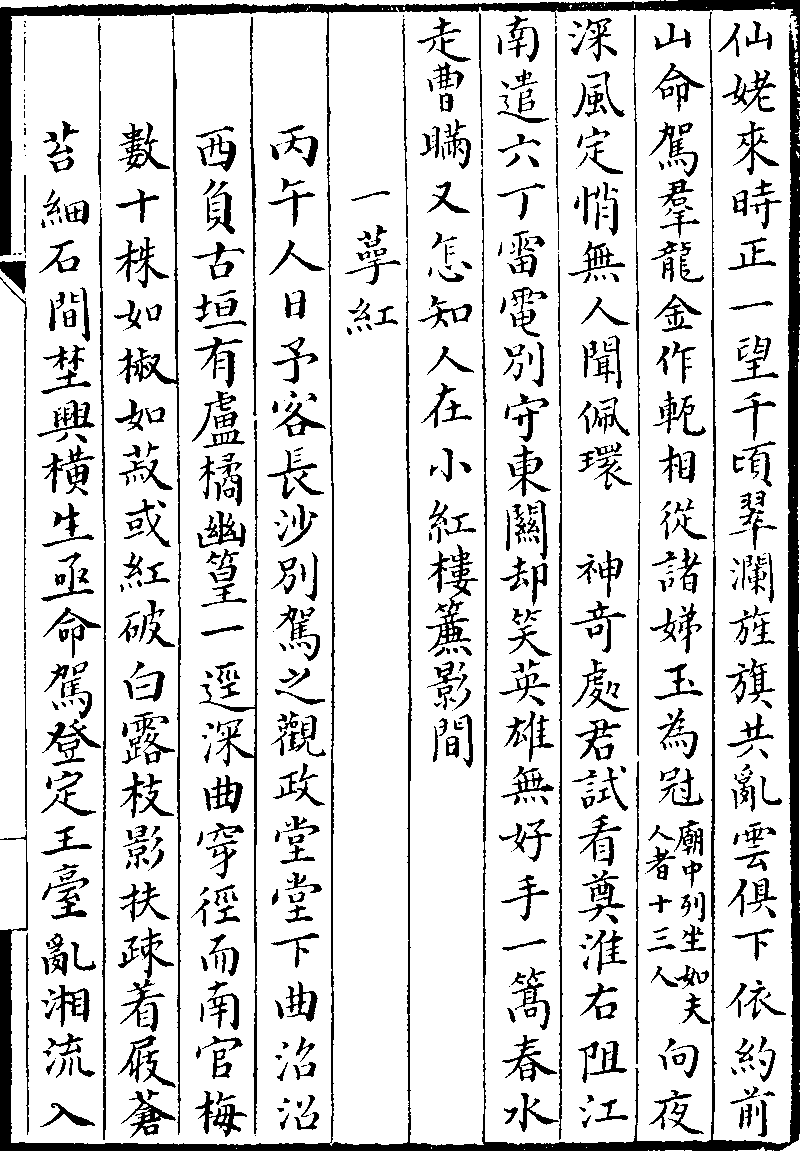 仙姥來時正一望千頃翠瀾旌旗共亂雲俱下依約前
山命駕羣龍金作軛相從諸娣玉為冠廟中列坐如夫人者十三人向夜
深風定悄無人聞佩環　神奇處君試看奠淮右阻江
南遣六丁雷電別守東關却笑英雄無好手一篙春水
走曹瞞又怎知人在小紅樓簾影間
一萼紅
丙午人日予客長沙別駕之觀政堂堂下曲沼沼
西負古垣有盧橘幽篁一逕深曲穿徑而南官梅
數十株如椒如菽或紅破白露枝影扶疎着屐蒼
苔細石間埜興橫生亟命駕登定王臺亂湘流入